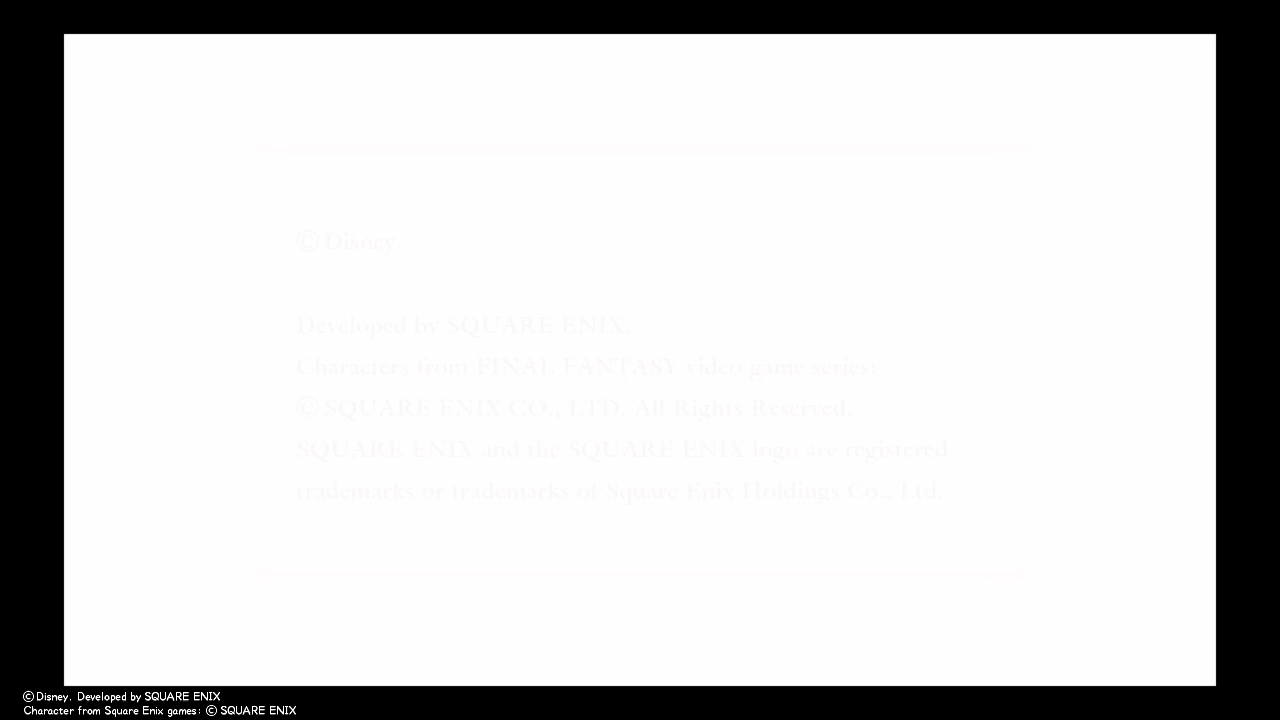 © Disney
Developed by SQUARE ENIX.
Characters from FINAL FANTASY video game series:
© SQUARE ENIX CO., LTD. All Rights Reserved.
SQUARE ENIX and the SQUARE ENIX logo are registered
trademarks or trademarks of Square Enix Holdings Co., Ltd.
© Disney. Developed by SQUARE ENIX
Character from Square Enix games: © SQUARE ENIX